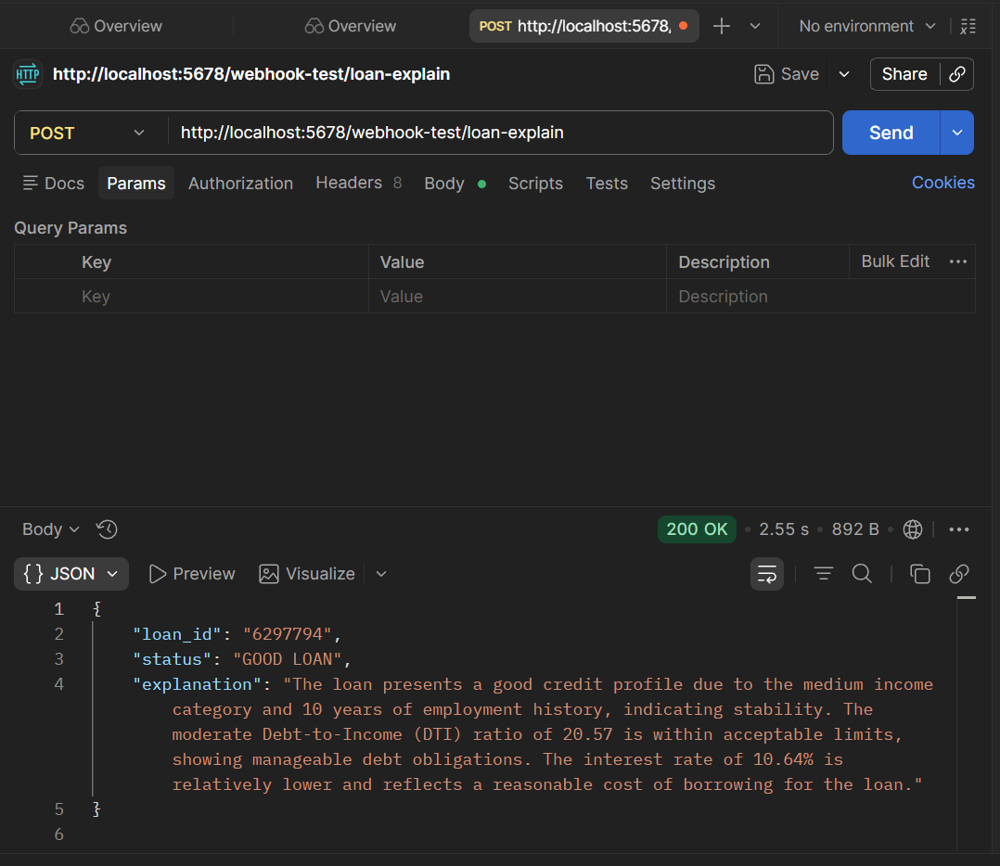 Overview
Overview
POST http://localhost:5678,
No environment
HTTP http://localhost:5678/webhook-test/loan-explain
Save
Share
POST
http://localhost:5678/webhook-test/loan-explain
Send
Docs
Params
Authorization
Headers 8
Body
Scripts
Tests
Settings
Cookies
Query Params
Key Value Description Bulk Edit
Key Value Description
Body
200 OK
2.55 s
892 B
{} JSON
Preview
Visualize
1 {
2 "loan_id": "6297794",
3 "status": "GOOD LOAN",
4 "explanation": "The loan presents a good credit profile due to the medium income
category and 10 years of employment history, indicating stability. The
moderate Debt-to-Income (DTI) ratio of 20.57 is within acceptable limits,
showing manageable debt obligations. The interest rate of 10.64% is
relatively lower and reflects a reasonable cost of borrowing for the loan."
5 }
6